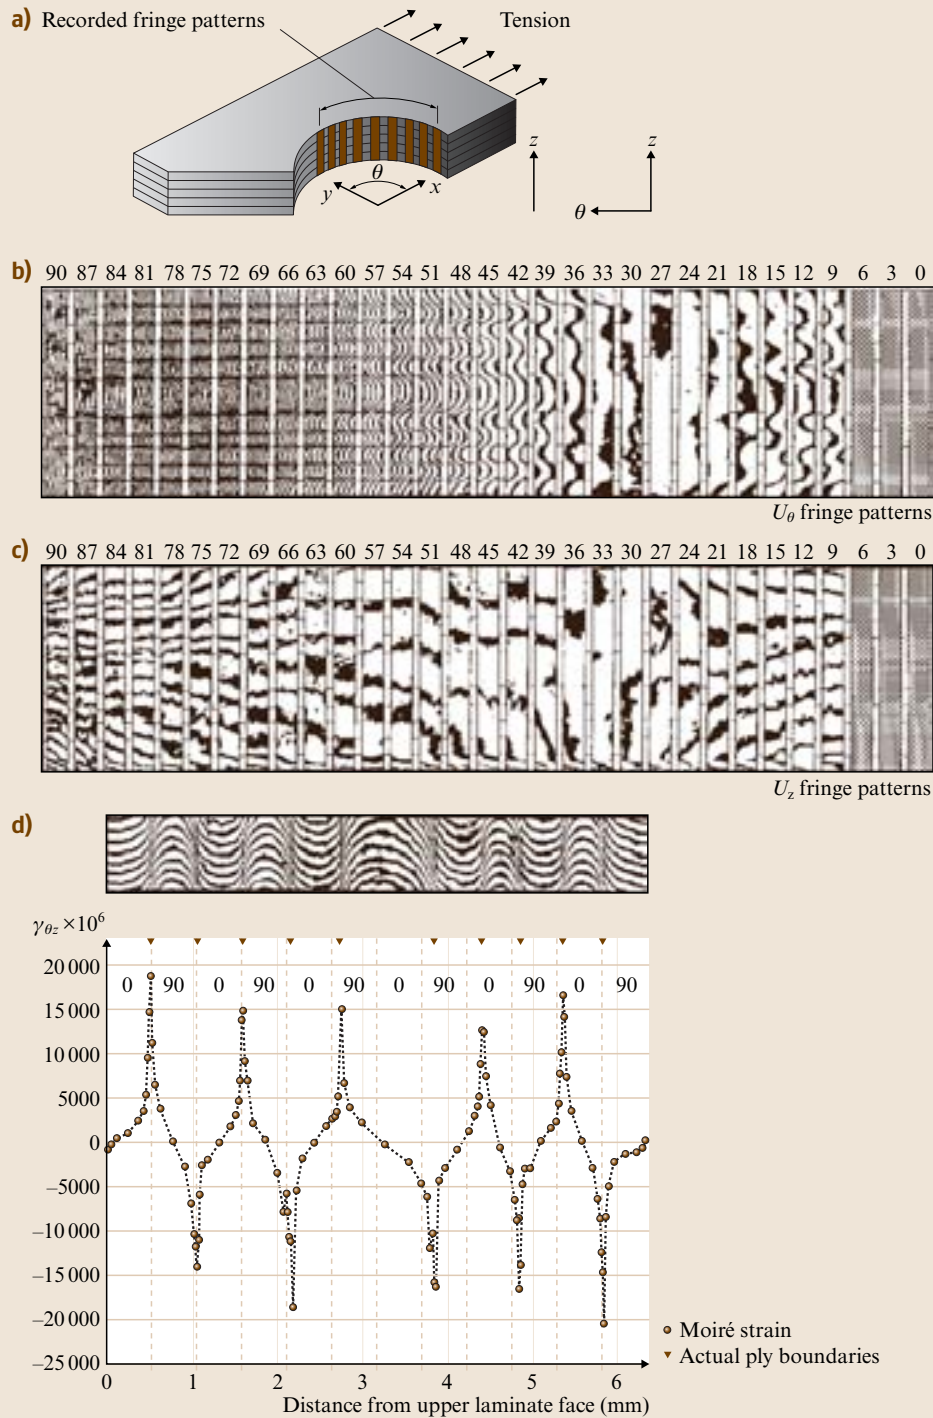 a) Recorded fringe patterns Tension
z z
θ
y x θ
b) 90 87 84 81 78 75 72 69 66 63 60 57 54 51 48 45 42 39 36 33 30 27 24 21 18 15 12 9 6 3 0
Uθ fringe patterns
c) 90 87 84 81 78 75 72 69 66 63 60 57 54 51 48 45 42 39 36 33 30 27 24 21 18 15 12 9 6 3 0
Uz fringe patterns
d)
γθz ×10⁶
20 000
0 90 0 90 0 90 0 0 90 0 90
15 000
10 000
5000
0
−5000
−10 000
−15 000
−20 000
−25 000
0 1 2 3 4 5 6
Distance from upper laminate face (mm)
Moiré strain
Actual ply boundaries